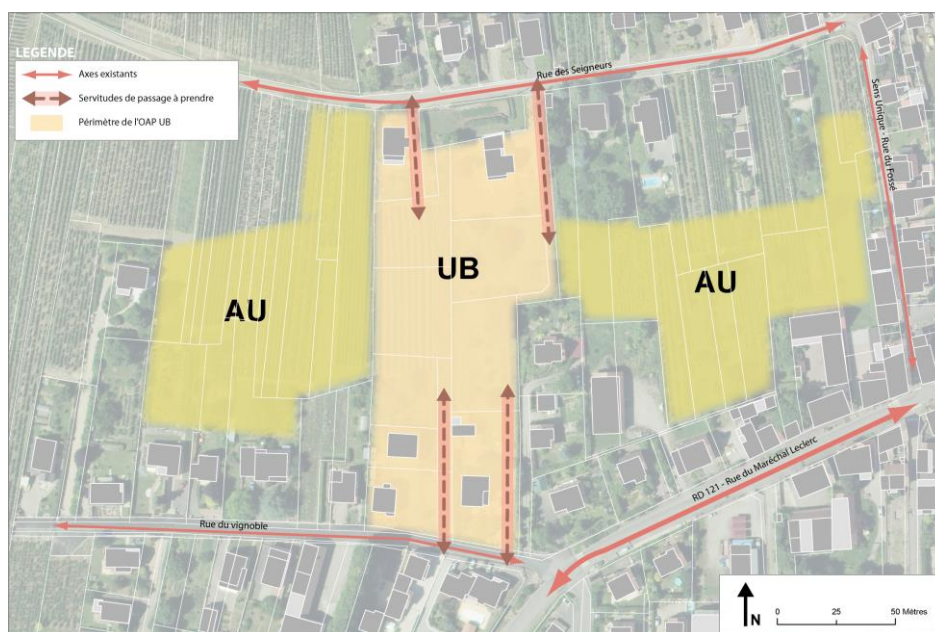 LEGENDE
Axes existants
Servitudes de passage à prendre
Périmètre de l'OAP UB
Rue des Seigneurs
Sens Unique - Rue du Fossé
UB
AU
AU
RD 121 - Rue du Maréchal Leclerc
Rue du vignoble
N
0 25 50 Mètres